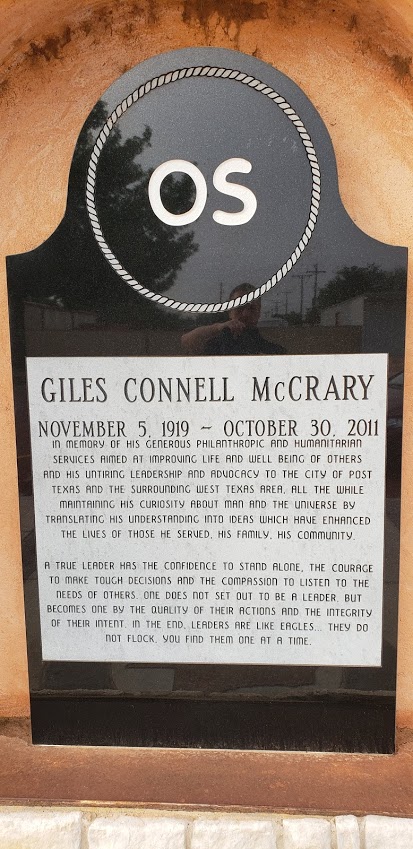 OS
GILES CONNELL McCRARY
NOVEMBER 5, 1919 ~ OCTOBER 30, 2011
IN MEMORY OF HIS GENEROUS PHILANTHROPIC AND HUMANITARIAN
SERVICES AIMED AT IMPROVING LIFE AND WELL BEING OF OTHERS
AND HIS UNTIRING LEADERSHIP AND ADVOCACY TO THE CITY OF POST
TEXAS AND THE SURROUNDING WEST TEXAS AREA, ALL THE WHILE
MAINTAINING HIS CURIOSITY ABOUT MAN AND THE UNIVERSE BY
TRANSLATING HIS UNDERSTANDING INTO IDEAS WHICH HAVE ENHANCED
THE LIVES OF THOSE HE SERVED, HIS FAMILY, HIS COMMUNITY.
A TRUE LEADER HAS THE CONFIDENCE TO STAND ALONE, THE COURAGE
TO MAKE TOUGH DECISIONS AND THE COMPASSION TO LISTEN TO THE
NEEDS OF OTHERS. ONE DOES NOT SET OUT TO BE A LEADER, BUT
BECOMES ONE BY THE QUALITY OF THEIR ACTIONS AND THE INTEGRITY
OF THEIR INTENT. IN THE END, LEADERS ARE LIKE EAGLES... THEY DO
NOT FLOCK, YOU FIND THEM ONE AT A TIME.